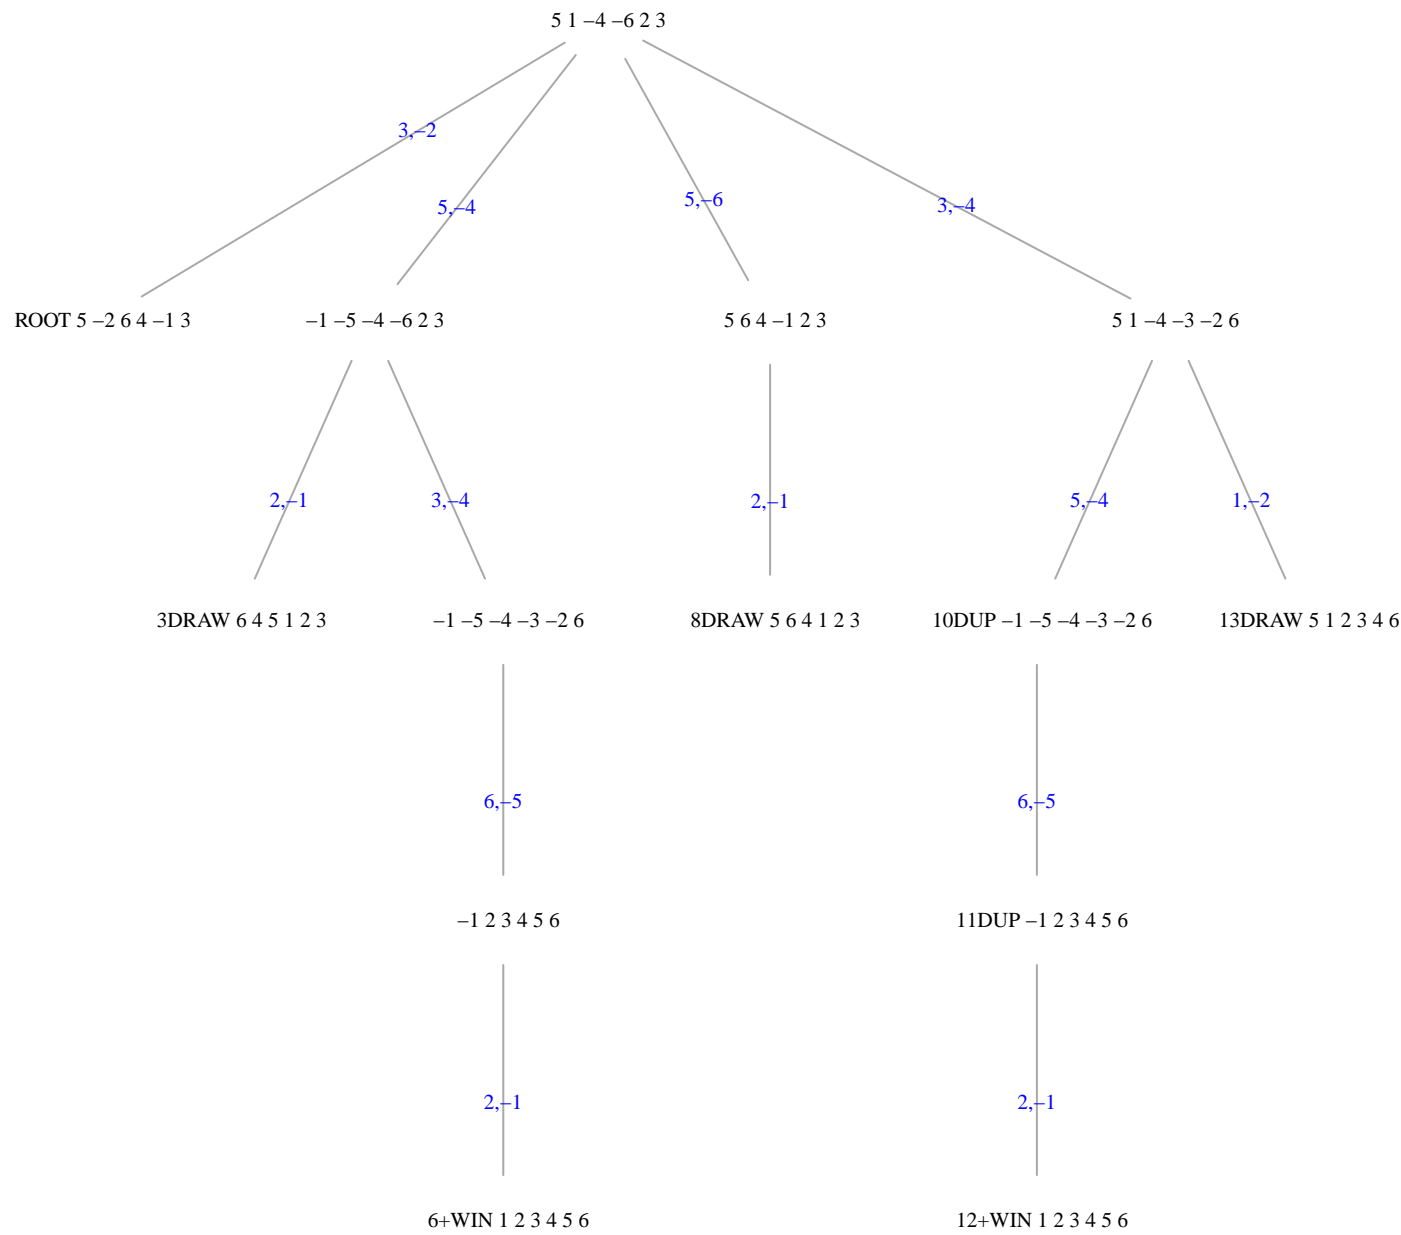 5 1 −4 −6 2 3
3,−2
5,−4
5,−6
3,−4
ROOT 5 −2 6 4 −1 3
−1 −5 −4 −6 2 3
5 6 4 −1 2 3
5 1 −4 −3 −2 6
2,−1
3,−4
2,−1
5,−4
1,−2
3DRAW 6 4 5 1 2 3
−1 −5 −4 −3 −2 6
8DRAW 5 6 4 1 2 3
10DUP −1 −5 −4 −3 −2 6
13DRAW 5 1 2 3 4 6
6,−5
6,−5
−1 2 3 4 5 6
11DUP −1 2 3 4 5 6
2,−1
2,−1
6+WIN 1 2 3 4 5 6
12+WIN 1 2 3 4 5 6